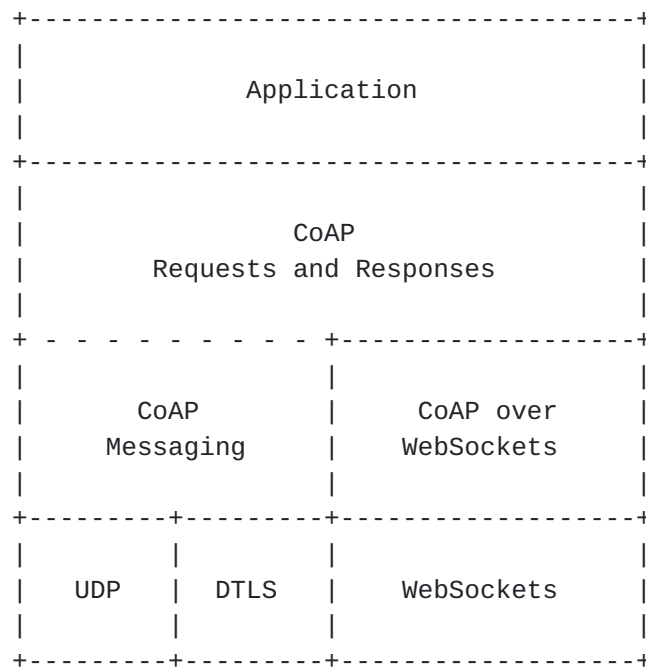 Application
CoAP
Requests and Responses
CoAP CoAP over
Messaging WebSockets
UDP DTLS WebSockets